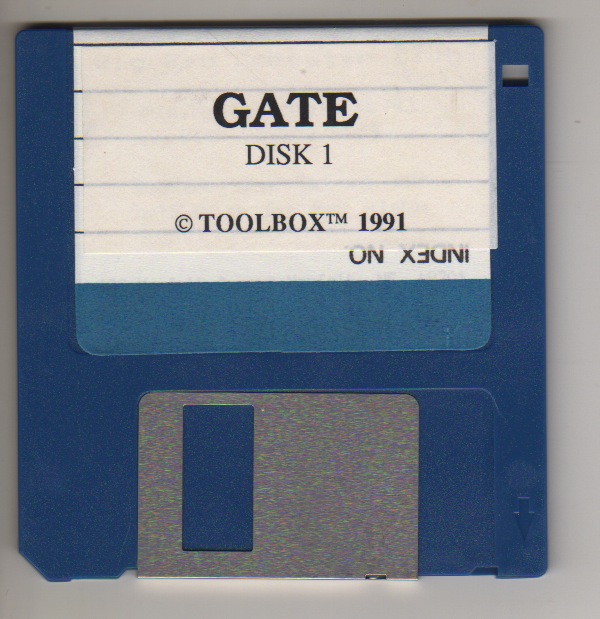 GATE
DISK 1
© TOOLBOX™ 1991
INDEX NO.